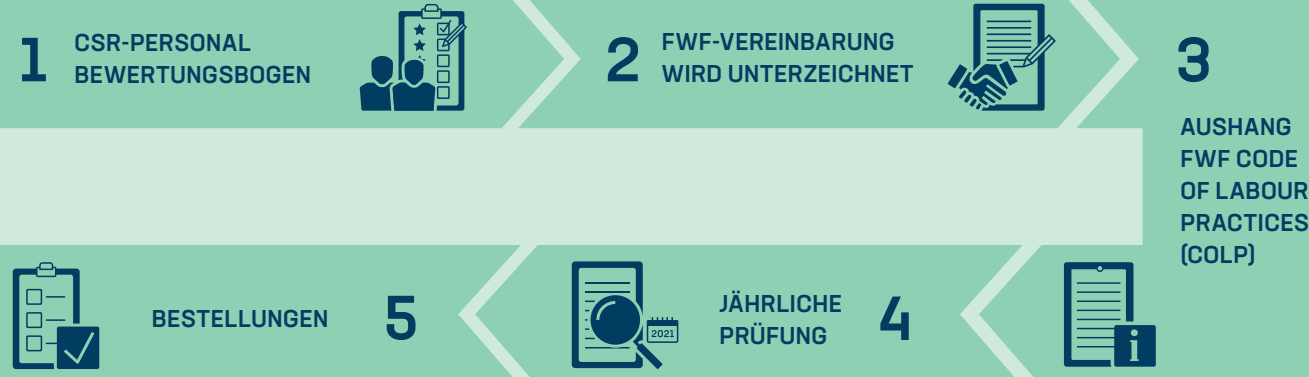 1
CSR-PERSONAL
BEWERTUNGSBOGEN
2
FWF-VEREINBARUNG
WIRD UNTERZEICHNET
3
AUSHANG
FWF CODE
OF LABOUR
PRACTICES
(COLP)
4
JÄHRLICHE
PRÜFUNG
2021
5
BESTELLUNGEN